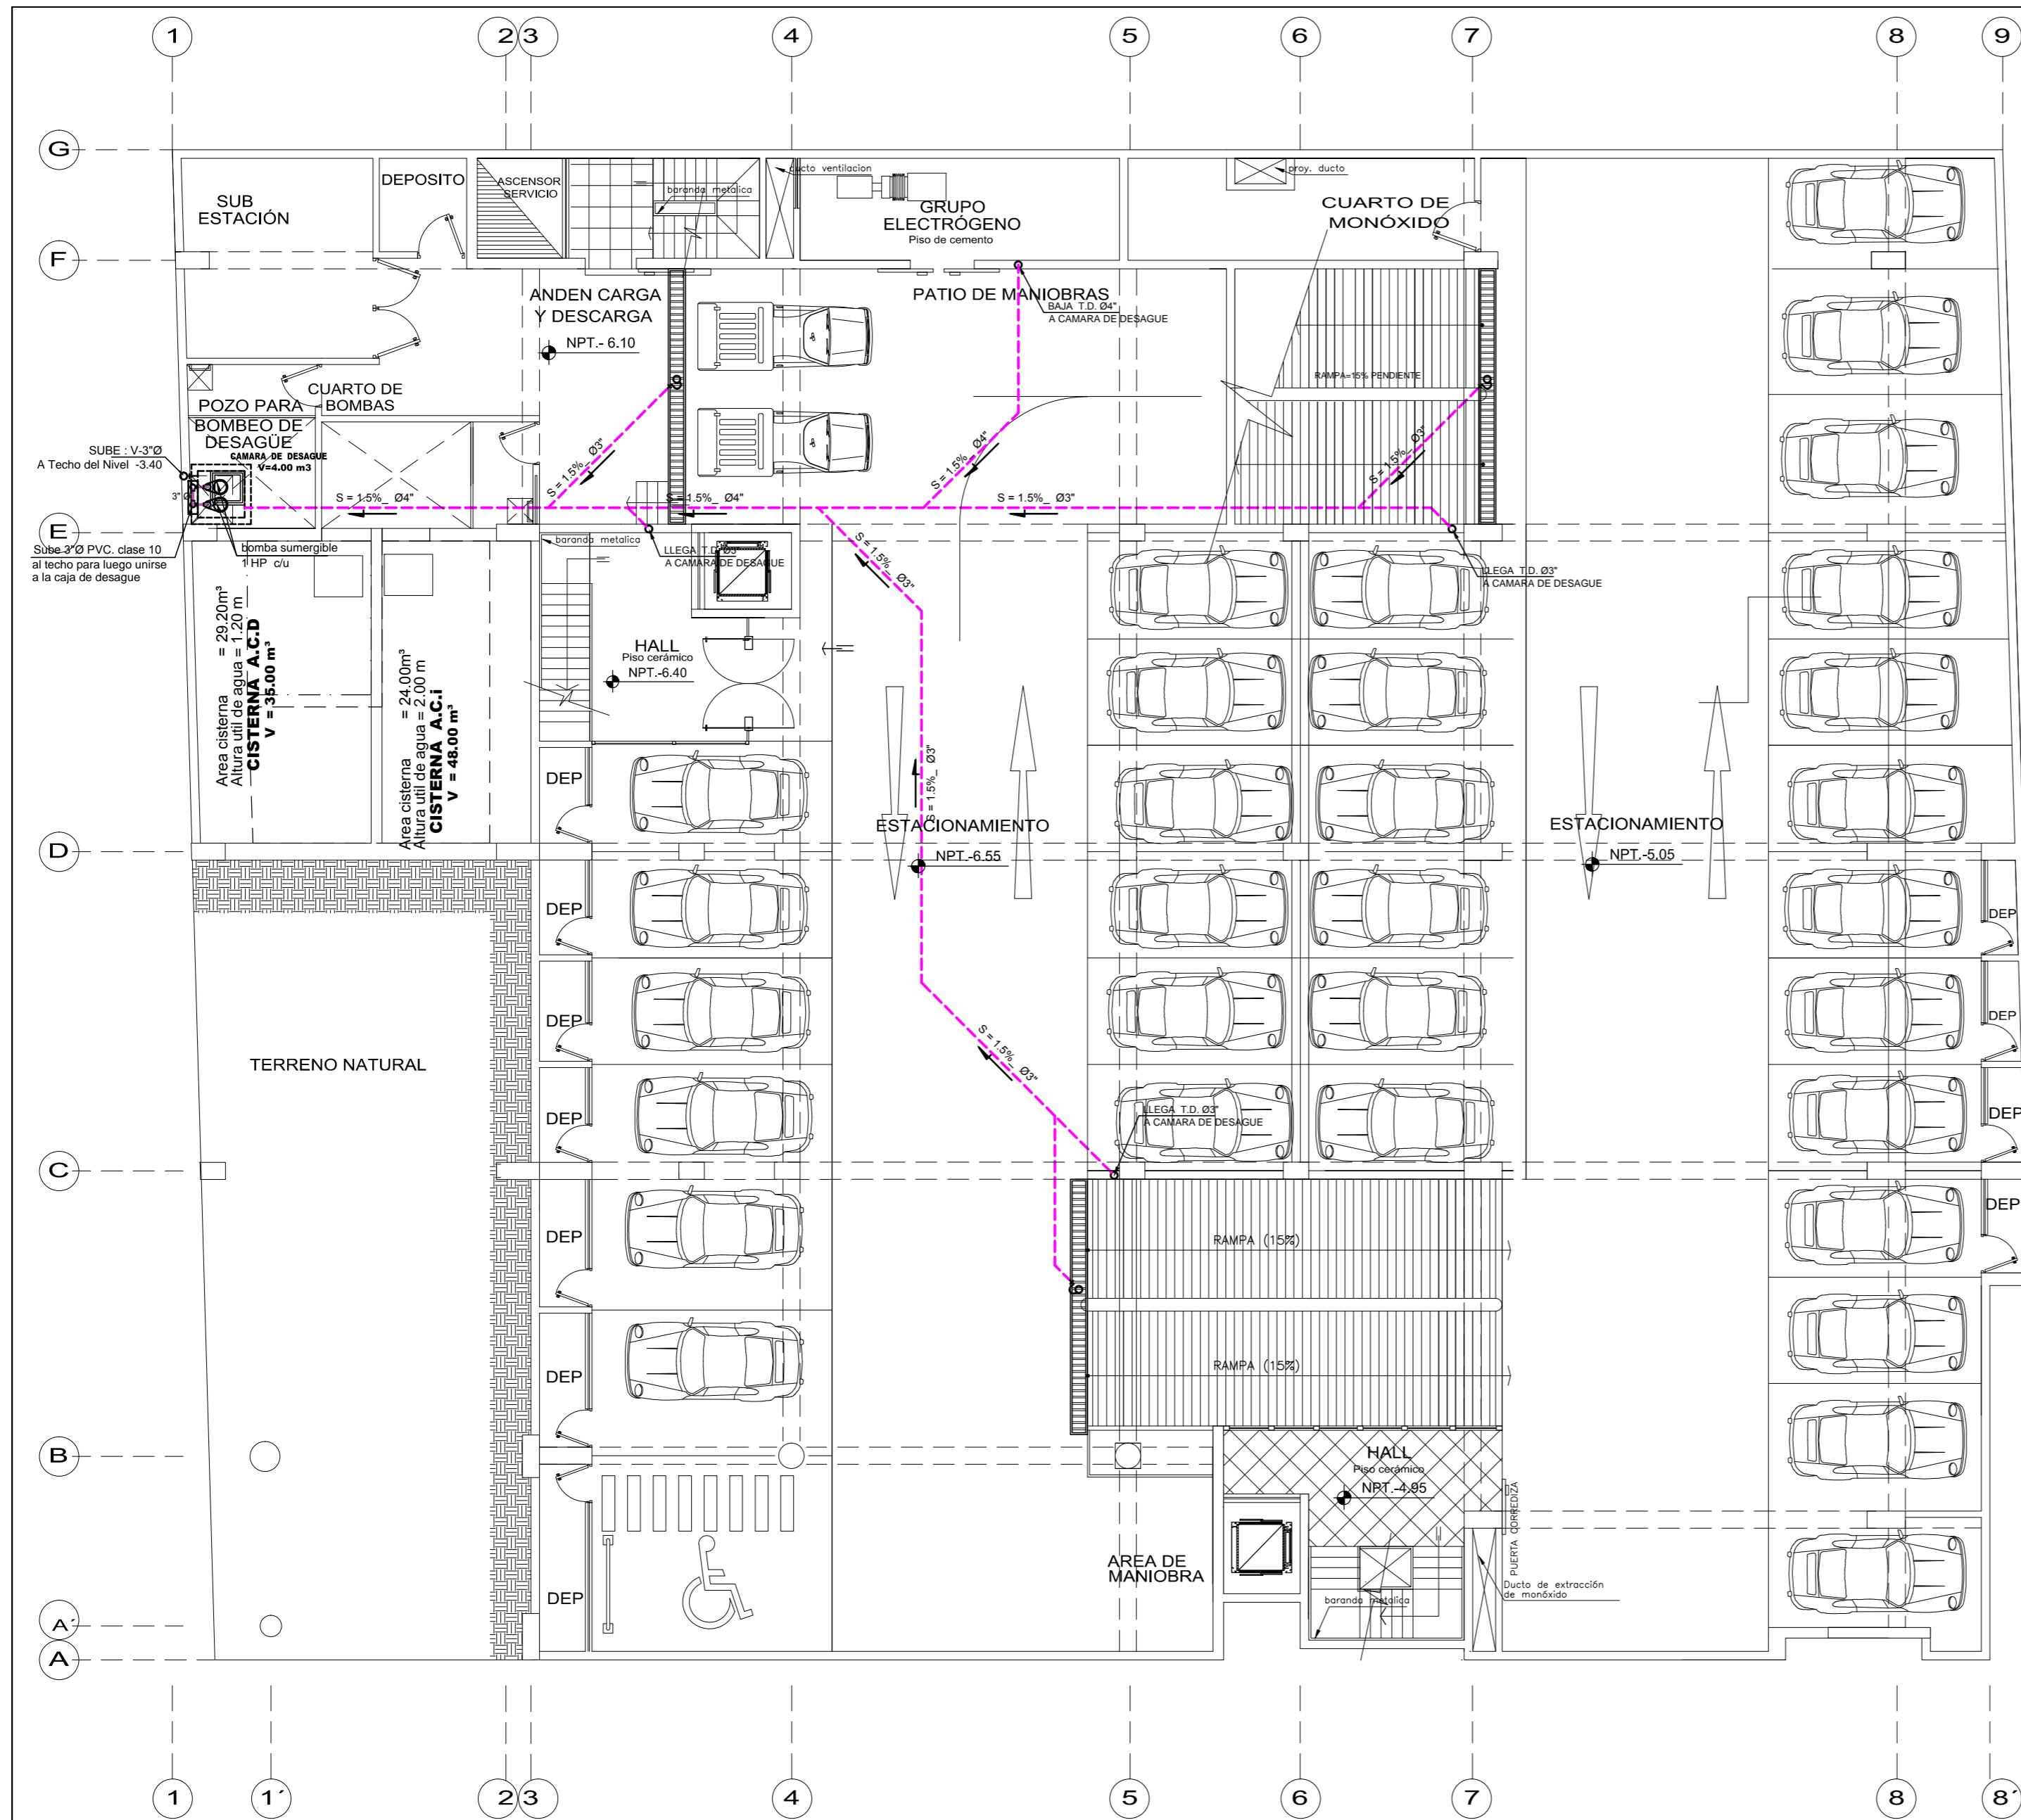 1
2
3
4
5
6
7
8
9
G
SUB
ESTACIÓN
DEPOSITO
ASCENSOR
SERVICIO
baranda metalica
ducto ventilacion
GRUPO
ELECTRÓGENO
Piso de cemento
proy. ducto
CUARTO DE
MONÓXIDO
F
ANDEN CARGA
Y DESCARGA
NPT.- 6.10
PATIO DE MANIOBRAS
BAJA T.D. Ø4"
A CAMARA DE DESAGUE
RAMPA=15% PENDIENTE
CUARTO DE
BOMBAS
POZO PARA
BOMBEO DE
DESAGÜE
CAMARA DE DESAGUE
V=4.00 m3
SUBE : V-3"Ø
A Techo del Nivel -3.40
3" Ø
S = 1.5%_ Ø4"
S = 1.5%_ Ø3"
S = 1.5%_ Ø4"
S = 1.5%_ Ø4"
S = 1.5%_ Ø3"
S = 1.5%_ Ø3"
E
Sube 3"Ø PVC. clase 10
al techo para luego unirse
a la caja de desague
bomba sumergible
1 HP c/u
baranda metalica
LLEGA T.D. Ø3"
A CAMARA DE DESAGUE
S = 1.5%_ Ø3"
LLEGA T.D. Ø3"
A CAMARA DE DESAGUE
Area cisterna = 29.20m³
Altura util de agua = 1.20 m
CISTERNA A.C.D
V = 35.00 m³
Area cisterna = 24.00m³
Altura util de agua = 2.00 m
CISTERNA A.C.i
V = 48.00 m³
HALL
Piso cerámico
NPT.-6.40
DEP
S = 1.5%_ Ø3"
ESTACIONAMIENTO
NPT.-6.55
ESTACIONAMIENTO
NPT.-5.05
D
DEP
DEP
DEP
DEP
TERRENO NATURAL
S = 1.5%_ Ø3"
DEP
DEP
LLEGA T.D. Ø3"
A CAMARA DE DESAGUE
C
DEP
DEP
RAMPA (15%)
DEP
RAMPA (15%)
B
HALL
Piso cerámico
NPT.-4.95
PUERTA CORREDIZA
AREA DE
MANIOBRA
DEP
Ducto de extracción
de monóxido
baranda metalica
A´
A
1
1´
2
3
4
5
6
7
8
8´